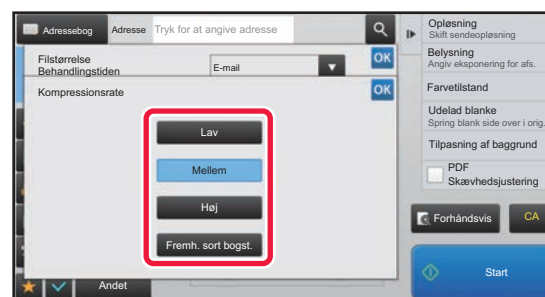 Adressebog
Adresse
Tryk for at angive adresse
Filstørrelse
Behandlingstiden
E-mail
OK
Kompressionsrate
OK
Lav
Mellem
Høj
Fremh. sort bogst.
Andet
Opløsning
Skift sendeopløsning
Belysning
Angiv eksponering for afs.
Farvetilstand
Udelad blanke
Spring blank side over i orig.
Tilpasning af baggrund
PDF
Skævhedsjustering
Forhåndsvis
CA
Start